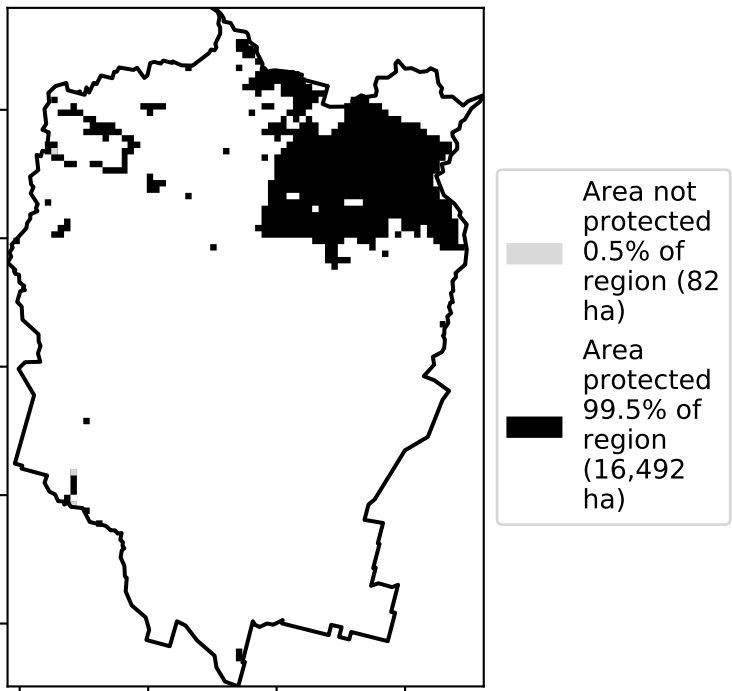 Area not
protected
0.5% of
region (82
ha)
Area
protected
99.5% of
region
(16,492
ha)